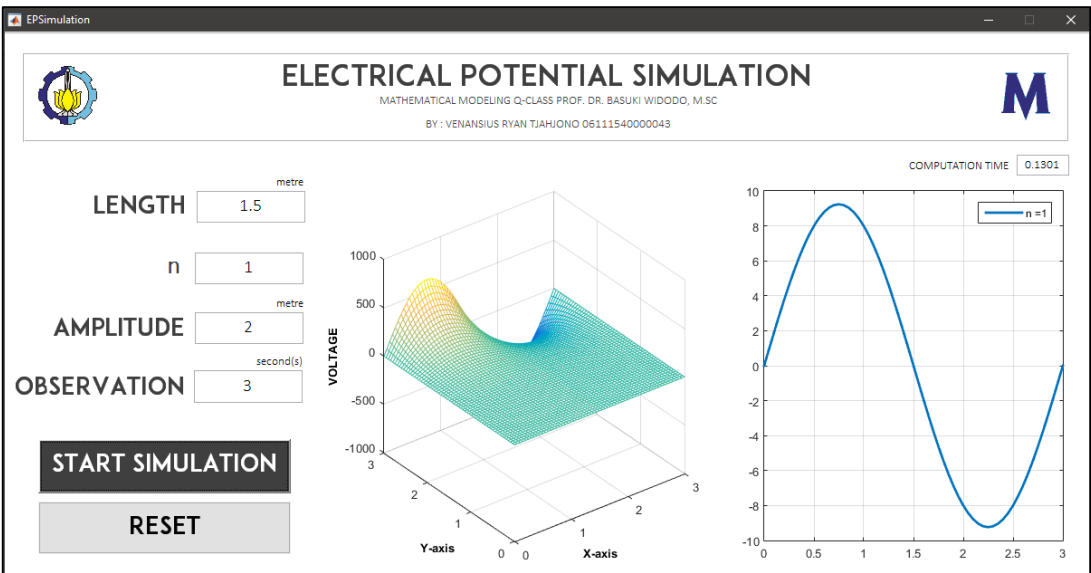 EPSimulation
ELECTRICAL POTENTIAL SIMULATION
MATHEMATICAL MODELING Q-CLASS PROF. DR. BASUKI WIDODO, M.SC
BY : VENANSIUS RYAN TJAHJONO 06111540000043
M
COMPUTATION TIME 0.1301
metre
LENGTH 1.5
n 1
metre
AMPLITUDE 2
second(s)
OBSERVATION 3
START SIMULATION
RESET
VOLTAGE
1000
500
0
-500
-1000
3
2
1
0
Y-axis
0
1
2
3
X-axis
n =1
10
8
6
4
2
0
-2
-4
-6
-8
-10
0 0.5 1 1.5 2 2.5 3